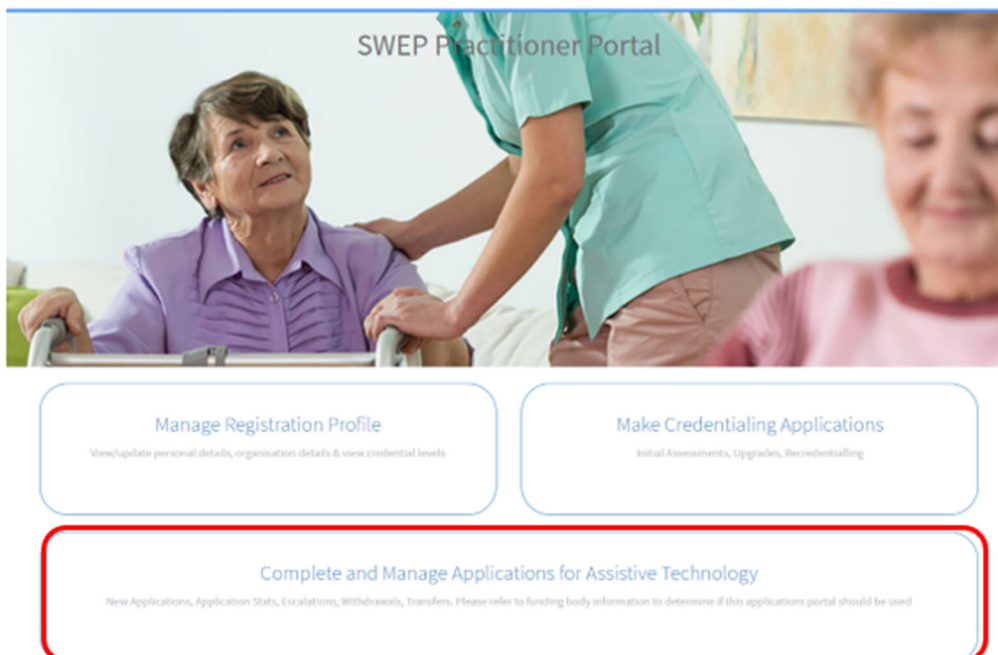 SWEP Practitioner Portal
Manage Registration Profile
View/update personal details, organisation details & view credential levels
Make Credentialing Applications
Initial Assessments, Upgrades, Recredentialling
Complete and Manage Applications for Assistive Technology
New Applications, Application Stats, Escalations, Withdrawals, Transfers. Please refer to funding body information to determine if this applications portal should be used